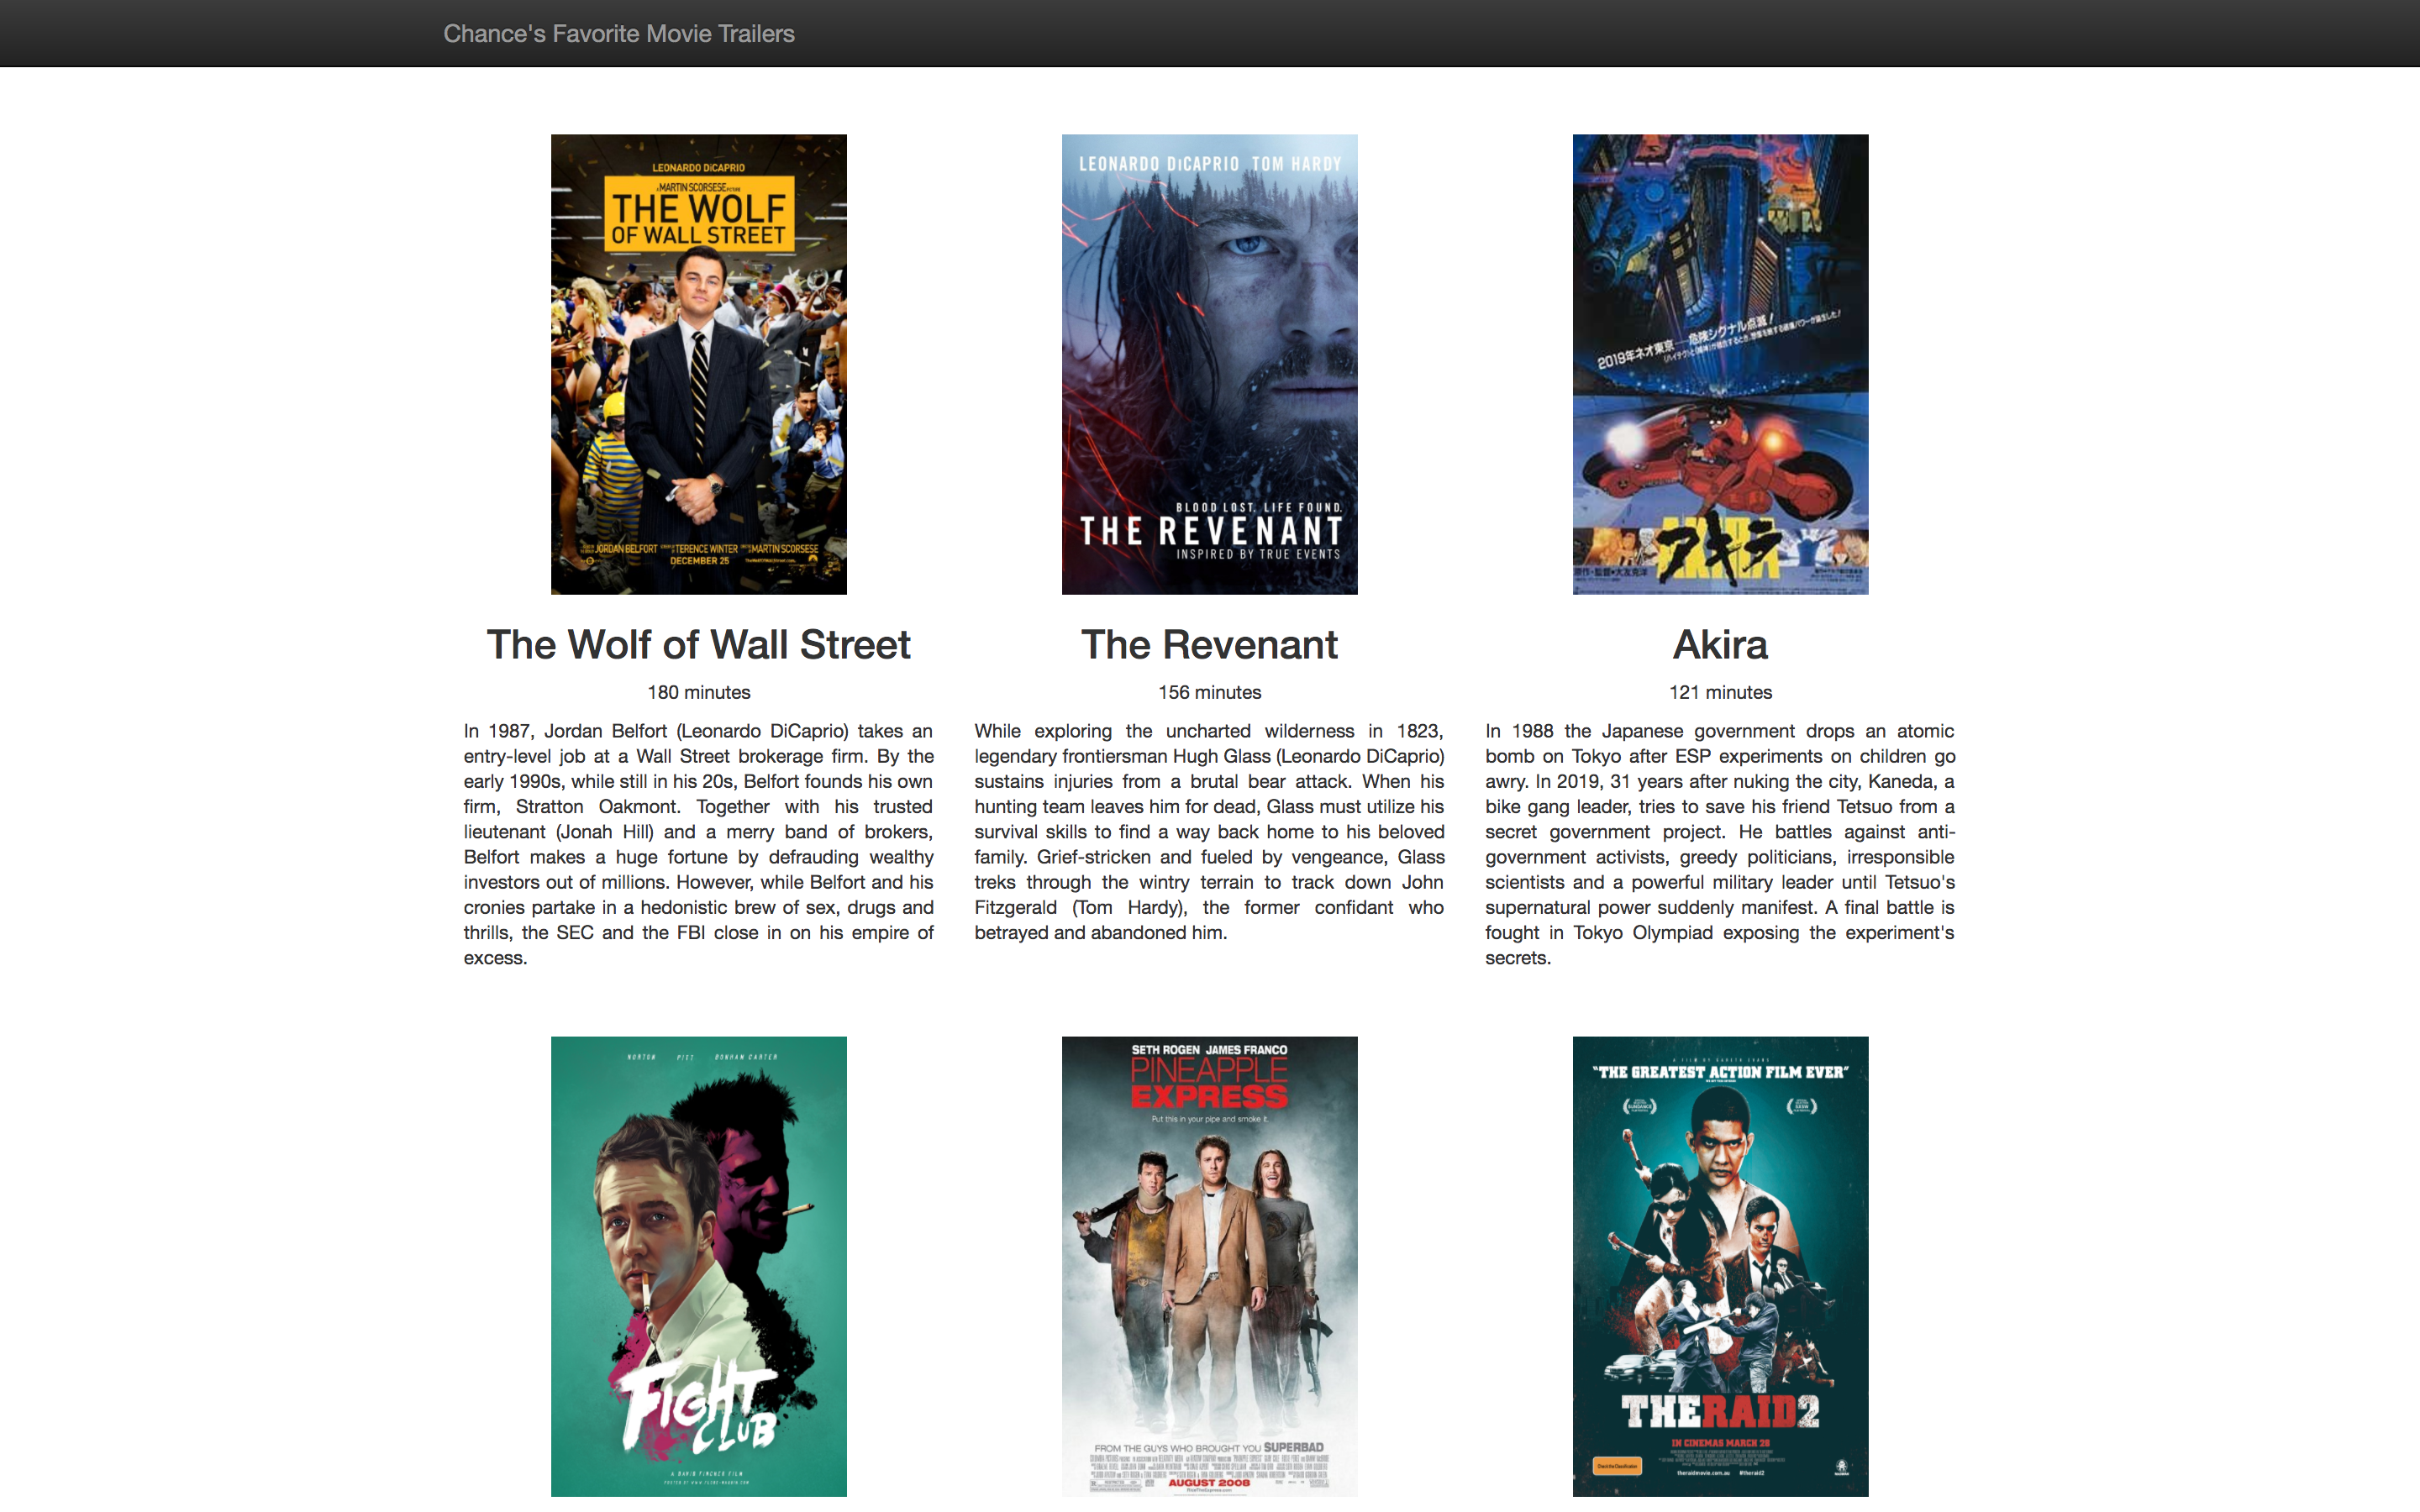 Chance's Favorite Movie Trailers
LEONARDO DiCAPRIO
MARTIN SCORSESE
THE WOLF
OF WALL STREET
JORDAN BELFORT TERENCE WINTER MARTIN SCORSESE
DECEMBER 25
LEONARDO DiCAPRIO TOM HARDY
BLOOD LOST. LIFE FOUND.
THE REVENANT
INSPIRED BY TRUE EVENTS
2019年ネオ東京
危険シグナル点滅!
アキラ
AKIRA
The Wolf of Wall Street
180 minutes
In 1987, Jordan Belfort (Leonardo DiCaprio) takes an
entry-level job at a Wall Street brokerage firm. By the
early 1990s, while still in his 20s, Belfort founds his own
firm, Stratton Oakmont. Together with his trusted
lieutenant (Jonah Hill) and a merry band of brokers,
Belfort makes a huge fortune by defrauding wealthy
investors out of millions. However, while Belfort and his
cronies partake in a hedonistic brew of sex, drugs and
thrills, the SEC and the FBI close in on his empire of
excess.
The Revenant
156 minutes
While exploring the uncharted wilderness in 1823,
legendary frontiersman Hugh Glass (Leonardo DiCaprio)
sustains injuries from a brutal bear attack. When his
hunting team leaves him for dead, Glass must utilize his
survival skills to find a way back home to his beloved
family. Grief-stricken and fueled by vengeance, Glass
treks through the wintry terrain to track down John
Fitzgerald (Tom Hardy), the former confidant who
betrayed and abandoned him.
Akira
121 minutes
In 1988 the Japanese government drops an atomic
bomb on Tokyo after ESP experiments on children go
awry. In 2019, 31 years after nuking the city, Kaneda, a
bike gang leader, tries to save his friend Tetsuo from a
secret government project. He battles against anti-
government activists, greedy politicians, irresponsible
scientists and a powerful military leader until Tetsuo's
supernatural power suddenly manifest. A final battle is
fought in Tokyo Olympiad exposing the experiment's
secrets.
NORTON PITT BONHAM CARTER
FIGHT
CLUB
A DAVID FINCHER FILM
SETH ROGEN JAMES FRANCO
PINEAPPLE
EXPRESS
Put this in your pipe and smoke it.
FROM THE GUYS WHO BROUGHT YOU SUPERBAD
AUGUST 2008
A FILM BY GARETH EVANS
"THE GREATEST ACTION FILM EVER"
SUNDANCE
SXSW
THE RAID 2
IN CINEMAS MARCH 28
theraidmovie.com.au #theraid2